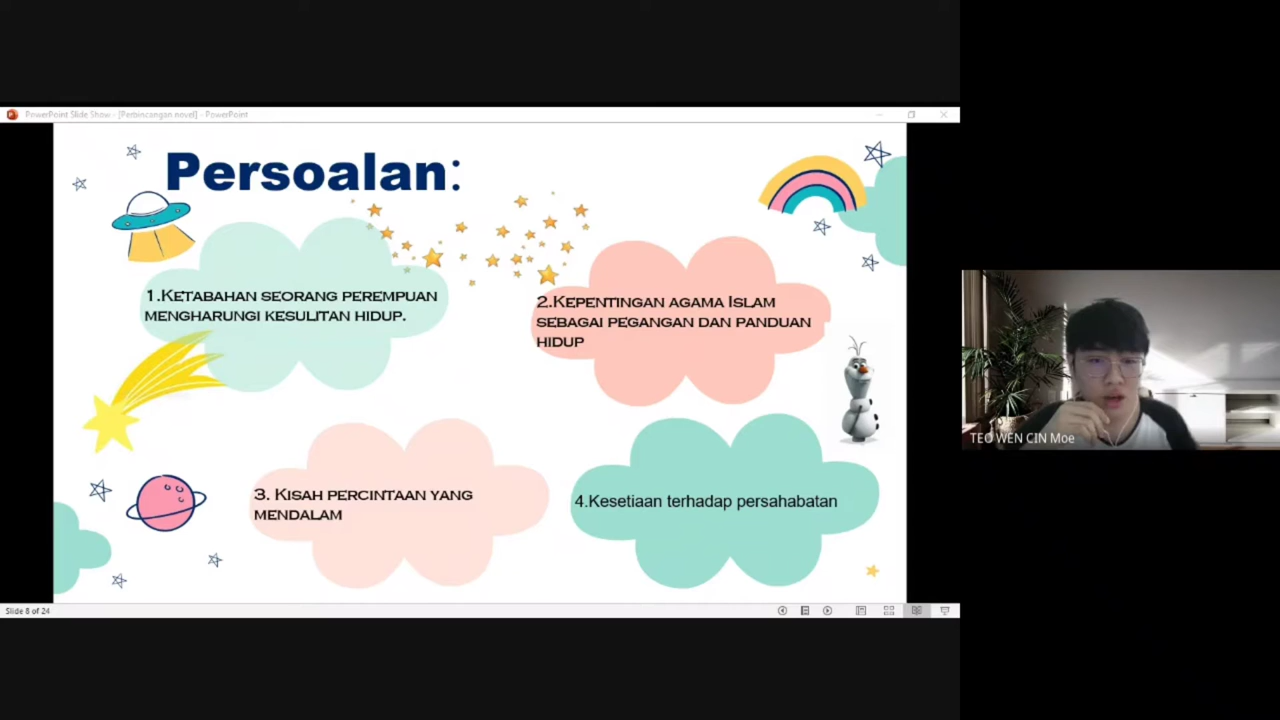 PowerPoint Slide Show - [Perbincangan novel] - PowerPoint
Persoalan:
1.Ketabahan seorang perempuan
mengharungi kesulitan hidup.
2.Kepentingan agama Islam
sebagai pegangan dan panduan
hidup
3. Kisah percintaan yang
mendalam
4.Kesetiaan terhadap persahabatan
TEO WEN CIN Moe
Slide 8 of 24